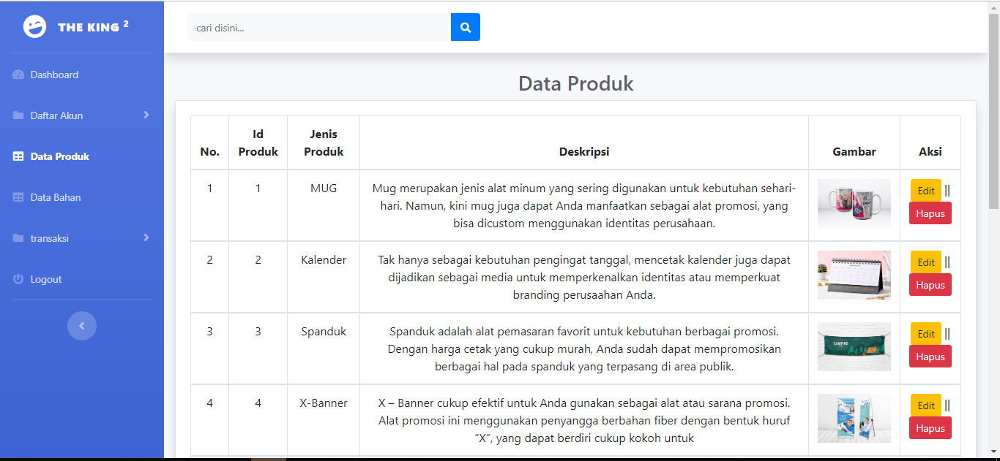 THE KING 2
cari disini...
Dashboard
Daftar Akun
Data Produk
Data Bahan
transaksi
Logout
Data Produk
No.
Id
Produk
Jenis
Produk
Deskripsi
Gambar
Aksi
1
1
MUG
Mug merupakan jenis alat minum yang sering digunakan untuk kebutuhan sehari-
hari. Namun, kini mug juga dapat Anda manfaatkan sebagai alat promosi, yang
bisa dicustom menggunakan identitas perusahaan.
Edit ||
Hapus
2
2
Kalender
Tak hanya sebagai kebutuhan pengingat tanggal, mencetak kalender juga dapat
dijadikan sebagai media untuk memperkenalkan identitas atau memperkuat
branding perusaahan Anda.
Edit ||
Hapus
3
3
Spanduk
Spanduk adalah alat pemasaran favorit untuk kebutuhan berbagai promosi.
Dengan harga cetak yang cukup murah, Anda sudah dapat mempromosikan
berbagai hal pada spanduk yang terpasang di area publik.
CAMPING
Edit ||
Hapus
4
4
X-Banner
X – Banner cukup efektif untuk Anda gunakan sebagai alat atau sarana promosi.
Alat promosi ini menggunakan penyangga berbahan fiber dengan bentuk huruf
“X”, yang dapat berdiri cukup kokoh untuk
Edit ||
Hapus